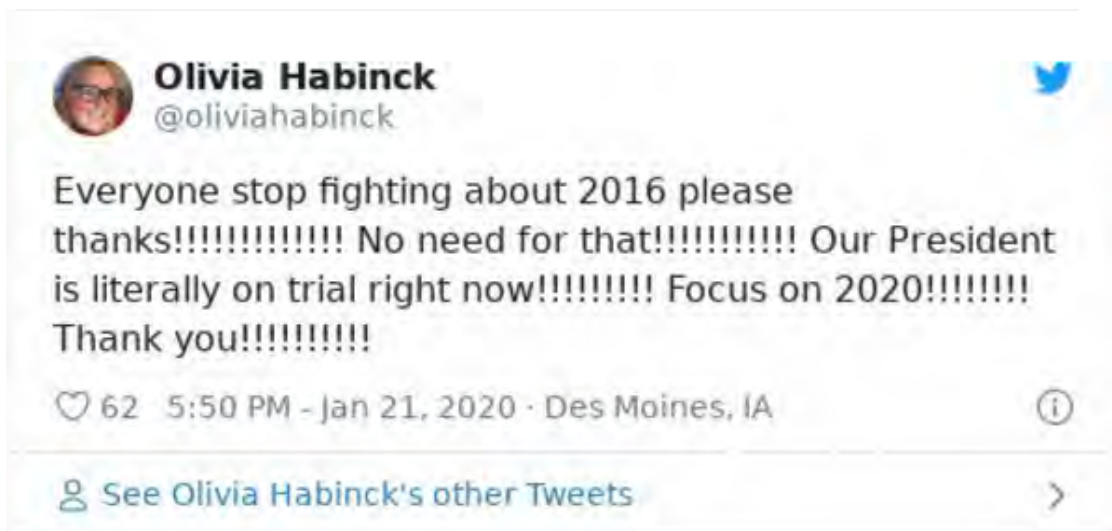 Olivia Habinck
@oliviahabinck
Everyone stop fighting about 2016 please
thanks!!!!!!!!!!!!! No need for that!!!!!!!!!!! Our President
is literally on trial right now!!!!!!!!! Focus on 2020!!!!!!!!
Thank you!!!!!!!!!!
62 5:50 PM - Jan 21, 2020 · Des Moines, IA
See Olivia Habinck's other Tweets